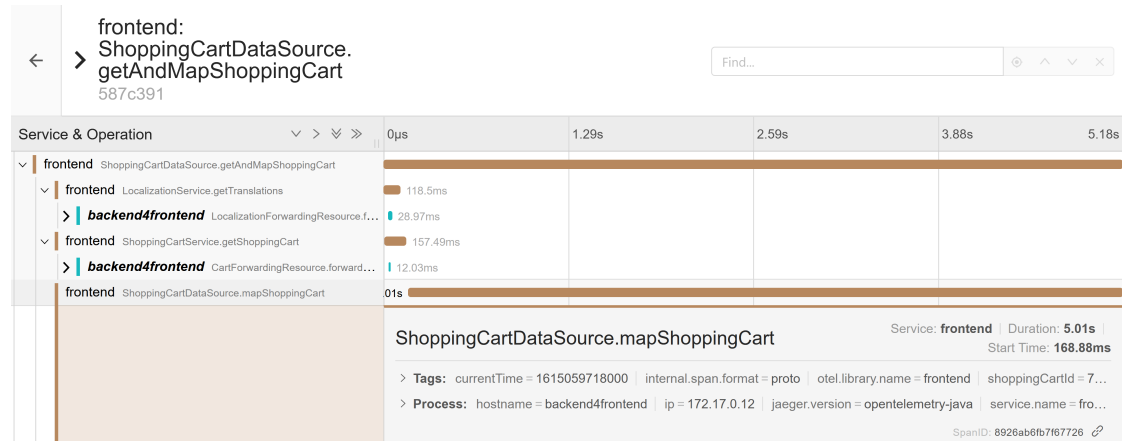 frontend:
ShoppingCartDataSource.
getAndMapShoppingCart
587c391
Find...
Service & Operation 0μs 1.29s 2.59s 3.88s 5.18s
frontend ShoppingCartDataSource.getAndMapShoppingCart
frontend LocalizationService.getTranslations 118.5ms
backend4frontend LocalizationForwardingResource.f... 28.97ms
frontend ShoppingCartService.getShoppingCart 157.49ms
backend4frontend CartForwardingResource.forward... 12.03ms
frontend ShoppingCartDataSource.mapShoppingCart .01s
ShoppingCartDataSource.mapShoppingCart Service: frontend Duration: 5.01s
Start Time: 168.88ms
Tags: currentTime = 1615059718000 internal.span.format = proto otel.library.name = frontend shoppingCartId = 7...
Process: hostname = backend4frontend ip = 172.17.0.12 jaeger.version = opentelemetry-java service.name = fro...
SpanID: 8926ab6fb7f67726